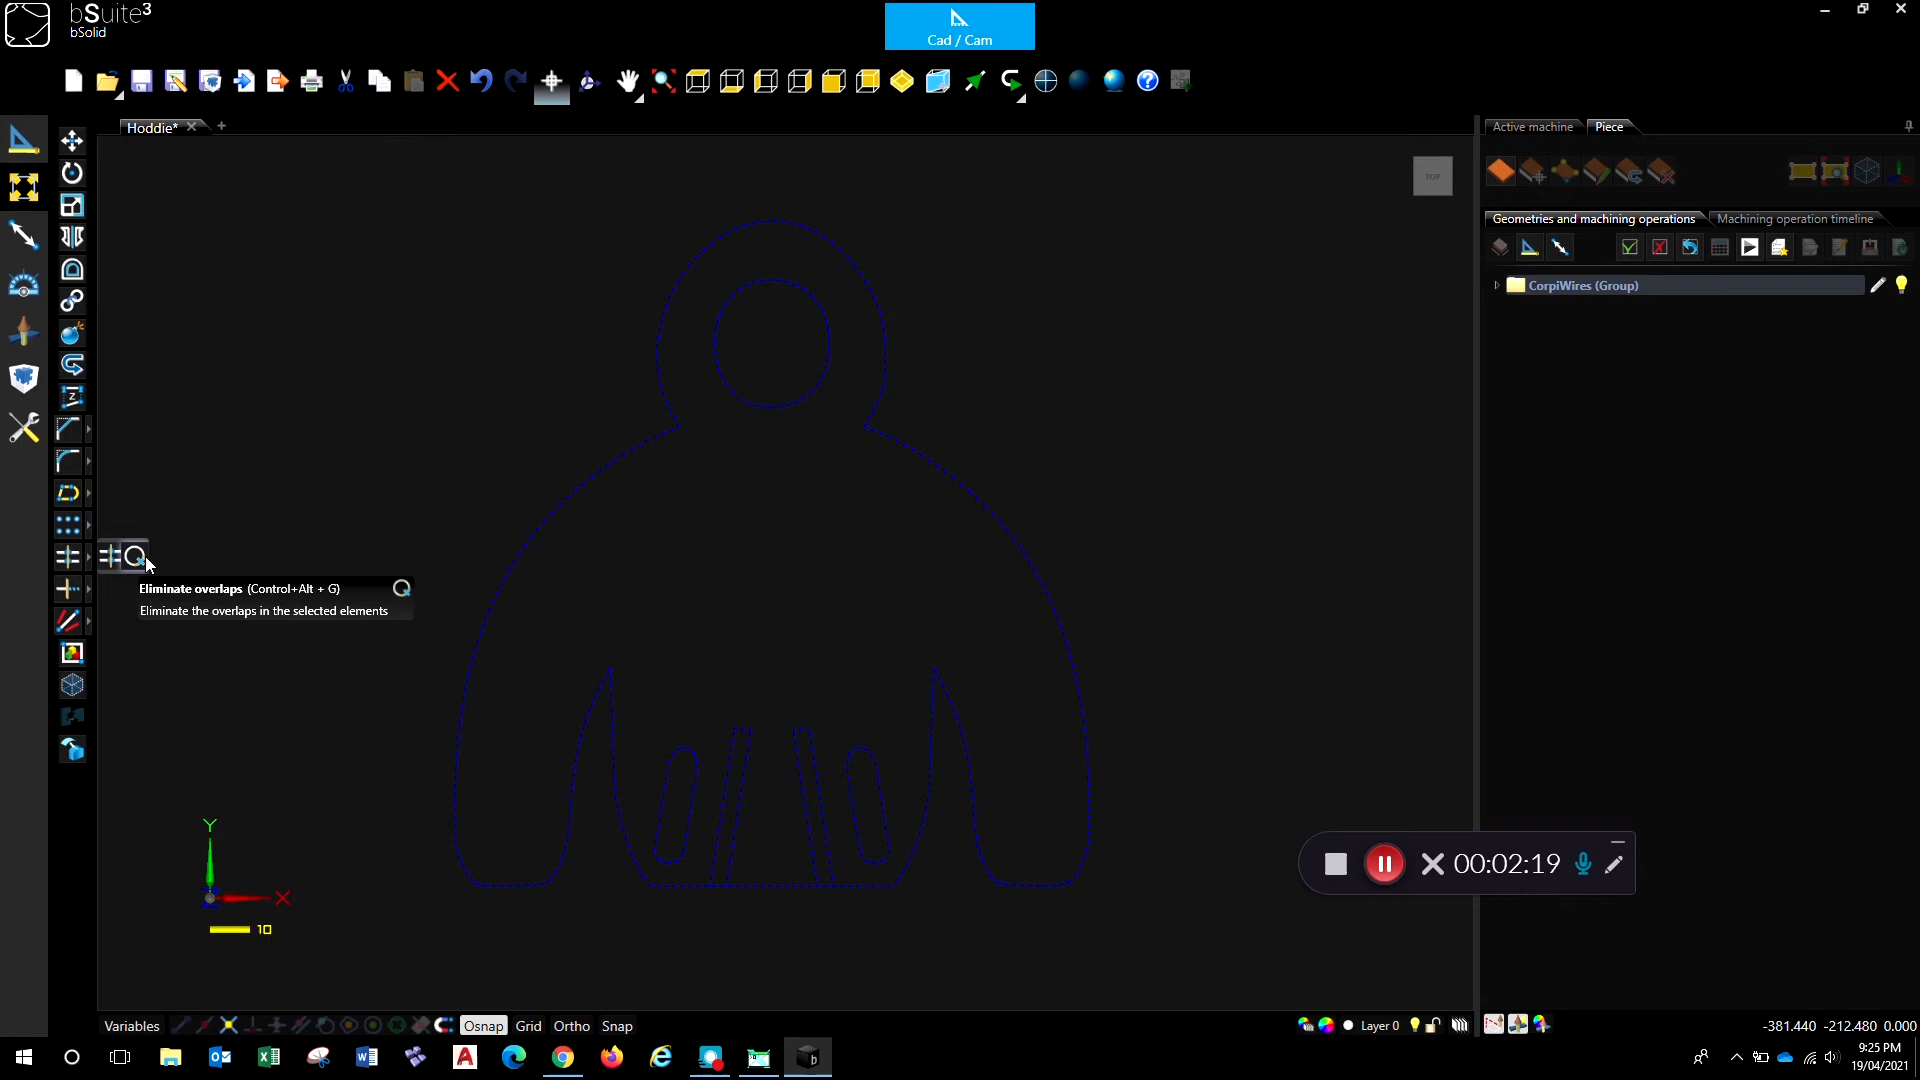 bSuite³
bSolid
Cad / Cam
Hoddie*
Active machine
Piece
TOP
Geometries and machining operations
Machining operation timeline
CorpiWires (Group)
Eliminate overlaps (Control+Alt + G)
Eliminate the overlaps in the selected elements
Y
X
10
00:02:19
Variables
Osnap
Grid
Ortho
Snap
Layer 0
-381.440 -212.480 0.000
9:25 PM
19/04/2021